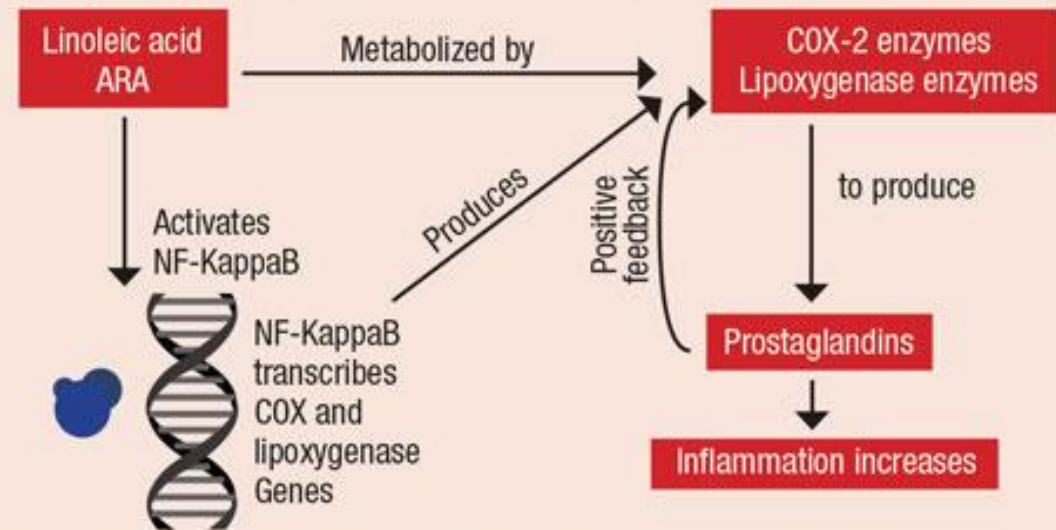 Linoleic acid
ARA
Metabolized by
COX-2 enzymes
Lipoxygenase enzymes
Activates
NF-KappaB
Produces
Positive
feedback
to produce
NF-KappaB
transcribes
COX and
lipoxygenase
Genes
Prostaglandins
Inflammation increases